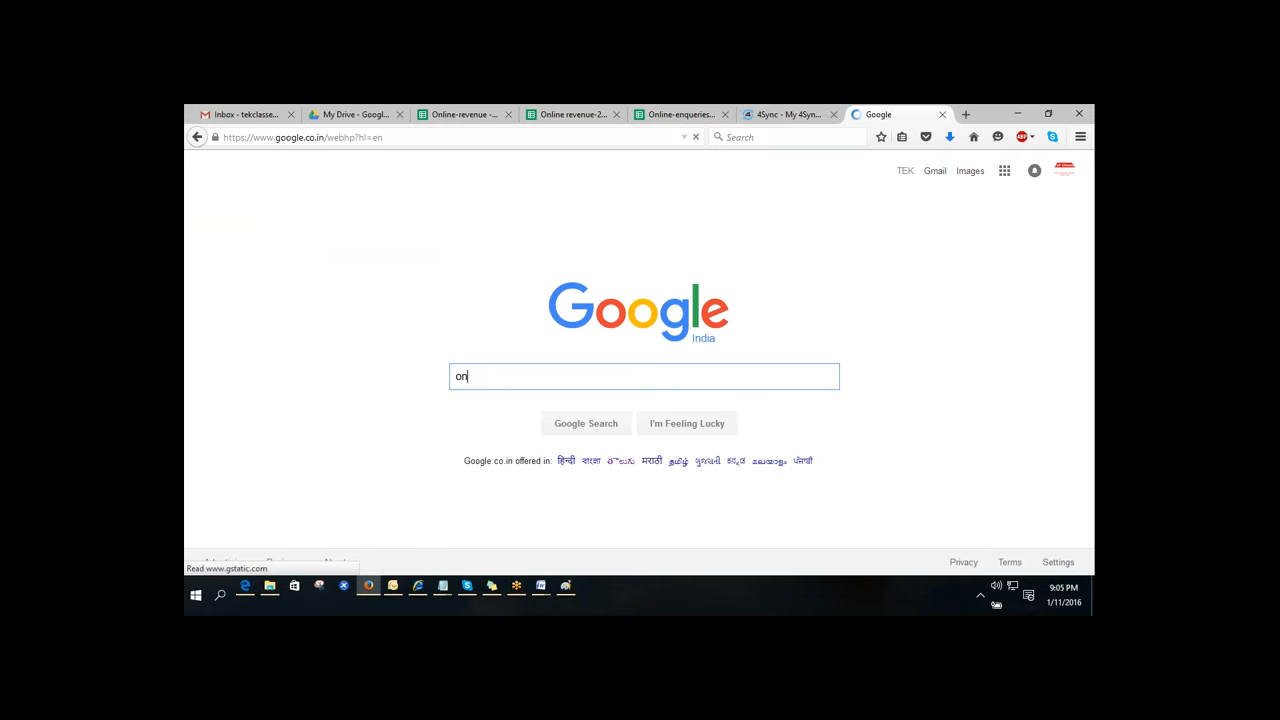 Inbox - tekclasse... My Drive - Googl... Online-revenue -... Online revenue-2... Online-enqueries... 4Sync - My 4Syn... Google
https://www.google.co.in/webhp?hl=en Search ABP
TEK Gmail Images
Google
India
on
Google Search I'm Feeling Lucky
Google.co.in offered in: हिन्दी বাংলা తెలుగు मराठी தமிழ் ગુજરાતી ಕನ್ನಡ മലയാളം ਪੰਜਾਬੀ
Privacy Terms Settings
Read www.gstatic.com
9:05 PM
1/11/2016